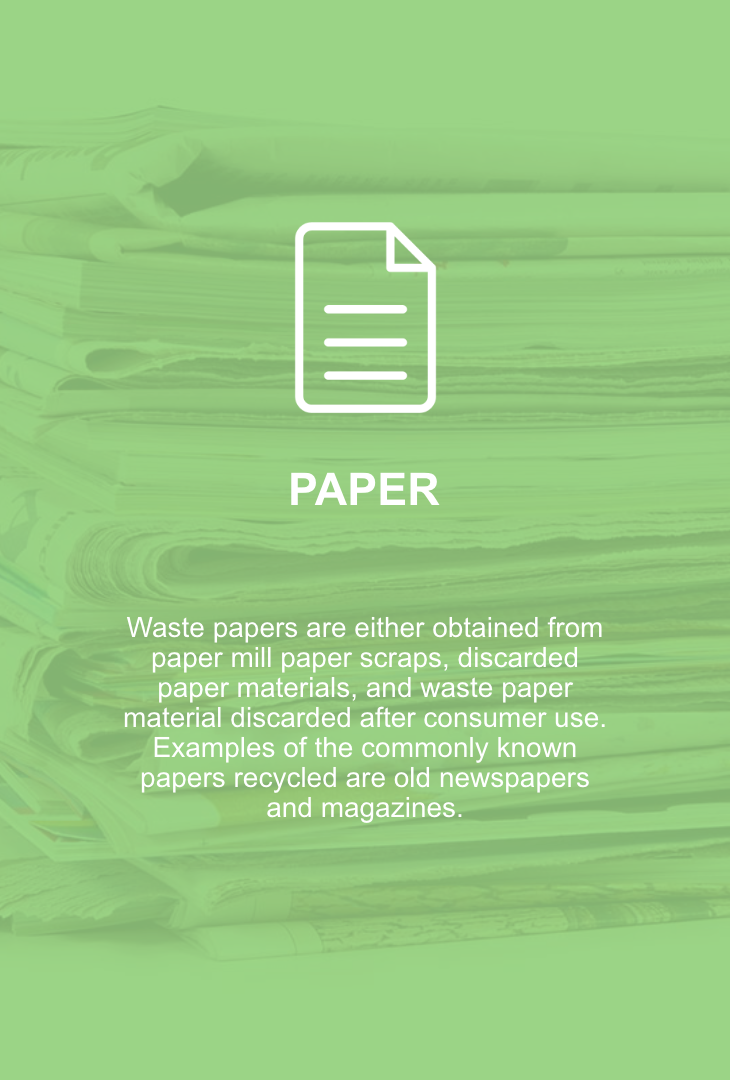 PAPER
Waste papers are either obtained from
paper mill paper scraps, discarded
paper materials, and waste paper
material discarded after consumer use.
Examples of the commonly known
papers recycled are old newspapers
and magazines.